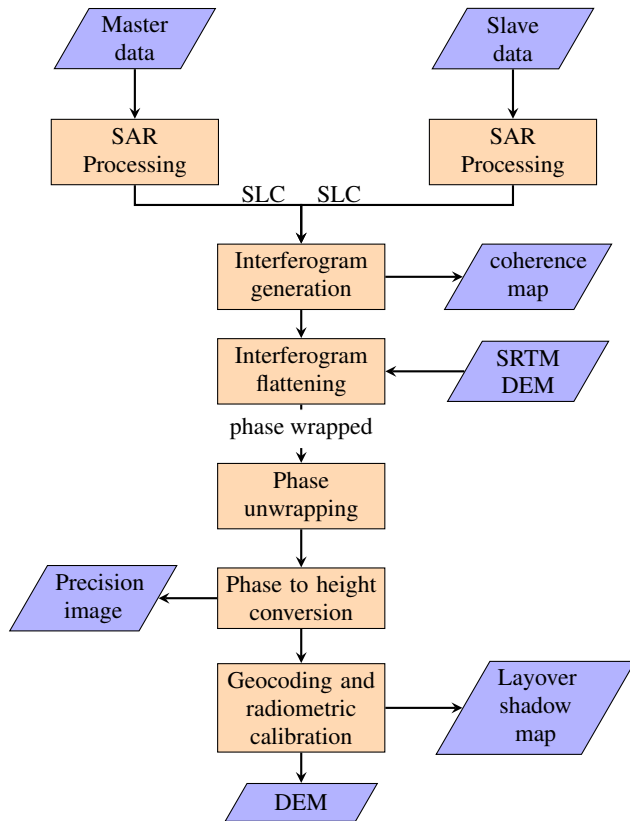 Master
data
Slave
data
SAR
Processing
SAR
Processing
SLC
SLC
Interferogram
generation
coherence
map
Interferogram
flattening
SRTM
DEM
phase wrapped
Phase
unwrapping
Precision
image
Phase to height
conversion
Geocoding and
radiometric
calibration
Layover
shadow
map
DEM